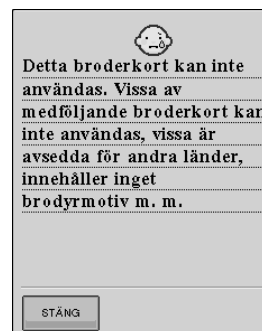 Detta broderkort kan inte
användas. Vissa av
medföljande broderkort kan
inte användas, vissa är
avsedda för andra länder,
innehåller inget
brodyrmotiv m. m.
STÄNG